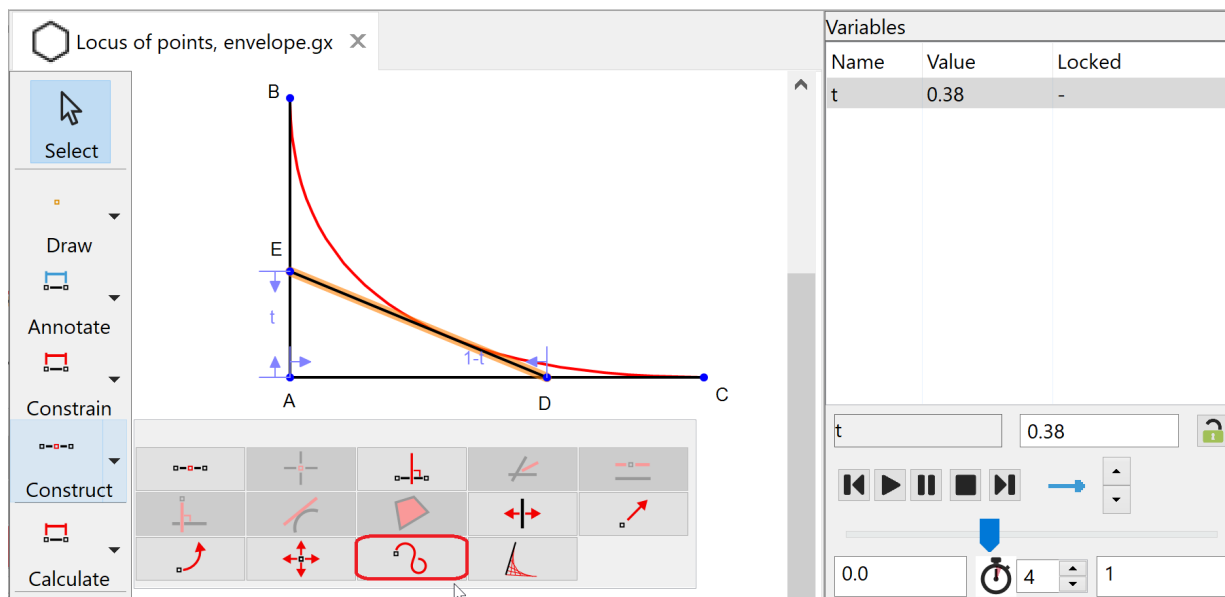 Locus of points, envelope.gx
Select
Draw
Annotate
Constrain
Construct
Calculate
B
E
t
1-t
A
D
C
Variables
Name Value Locked
t 0.38 -
t 0.38
0.0 4 1